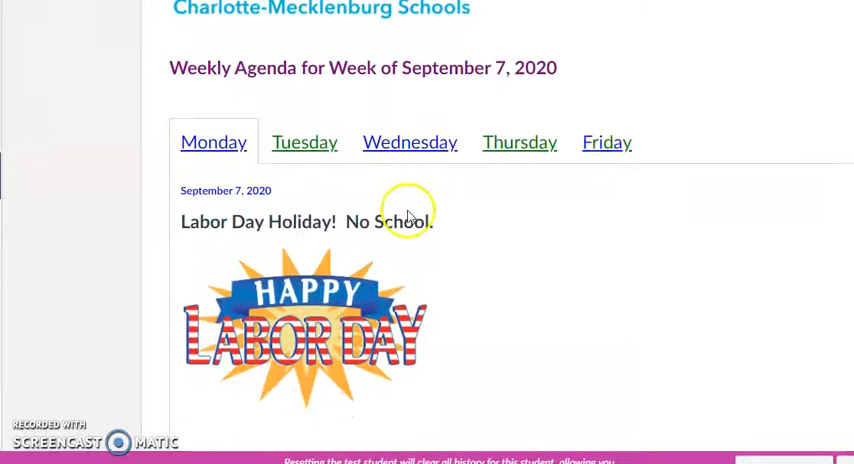 Charlotte-Mecklenburg Schools
Weekly Agenda for Week of September 7, 2020
Monday Tuesday Wednesday Thursday Friday
September 7, 2020
Labor Day Holiday! No School.
HAPPY
LABOR DAY
RECORDED WITH
SCREENCAST MATIC
Resetting the test student will clear all history for this student, allowing you